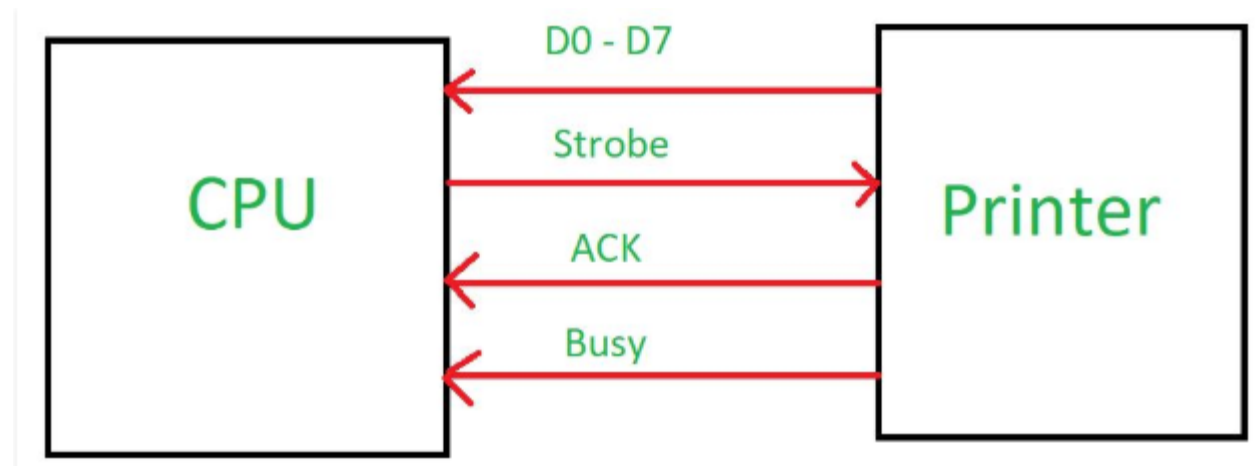 D0 - D7
Strobe
CPU
Printer
ACK
Busy